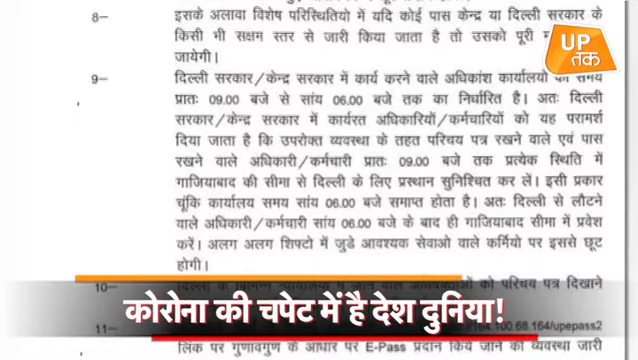 8— इसके अलावा विशेष परिस्थितियो में यदि कोई पास केन्द्र या दिल्ली सरकार के
किसी भी सक्षम स्तर से जारी किया जाता है तो उसको पूरी
जायेगी।
UP
तक
9— दिल्ली सरकार/केन्द्र सरकार में कार्य करने वाले अधिकांश कार्यालयो का समय
प्रातः 09.00 बजे से सांय 06.00 बजे तक का निर्धारित है। अतः दिल्ली
सरकार/केन्द्र सरकार में कार्यरत अधिकारियों/कर्मचारियों को यह परामर्श
दिया जाता है कि उपरोक्त व्यवस्था के तहत परिचय पत्र रखने वाले एवं पास
रखने वाले अधिकारी/कर्मचारी प्रातः 09.00 बजे तक प्रत्येक स्थिति में
गाजियाबाद की सीमा से दिल्ली के लिए प्रस्थान सुनिश्चित कर लें। इसी प्रकार
चूंकि कार्यालय समय सांय 06.00 बजे समाप्त होता है। अतः दिल्ली से लौटने
वाले अधिकारी/कर्मचारी सांय 06.00 बजे के बाद ही गाजियाबाद सीमा में प्रवेश
करें। अलग अलग शिफ्टो में जुडे आवश्यक सेवाओ वाले कर्मियो पर इससे छूट
होगी।
10— दिल्ली के को परिचय पत्र दिखाने
कोरोना की चपेट में है देश दुनिया!
11— 164.100.68.164/upepass2
लिंक पर गुणावगुण के आधार पर E-Pass प्रदान किये जाने की व्यवस्था जारी